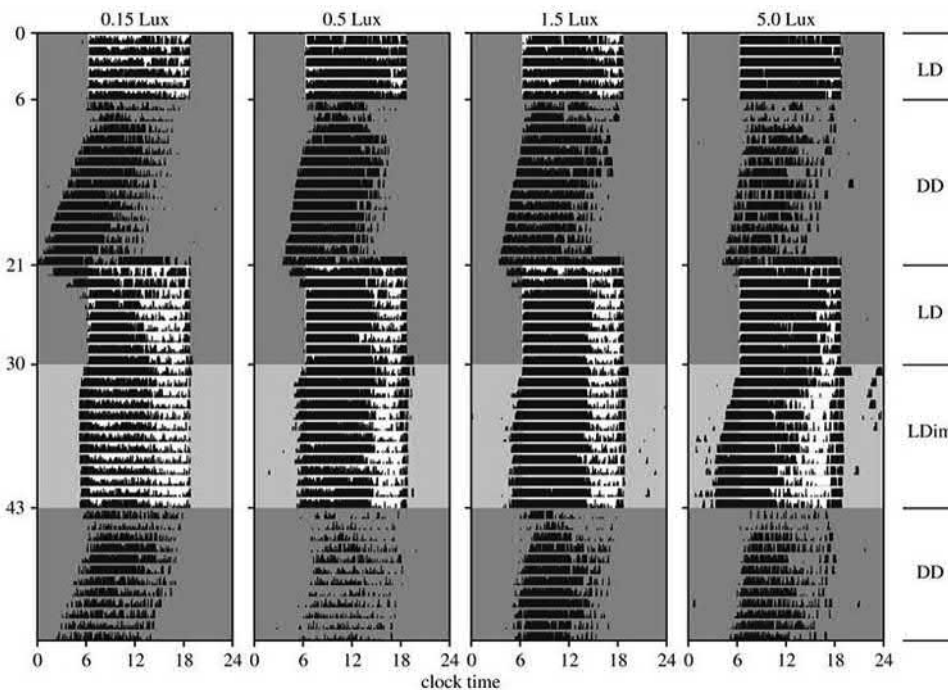 0.15 Lux 0.5 Lux 1.5 Lux 5.0 Lux
0
LD
6
DD
21
LD
30
LDim
43
DD
0 6 12 18 24 0 6 12 18 24 0 6 12 18 24 0 6 12 18 24
clock time